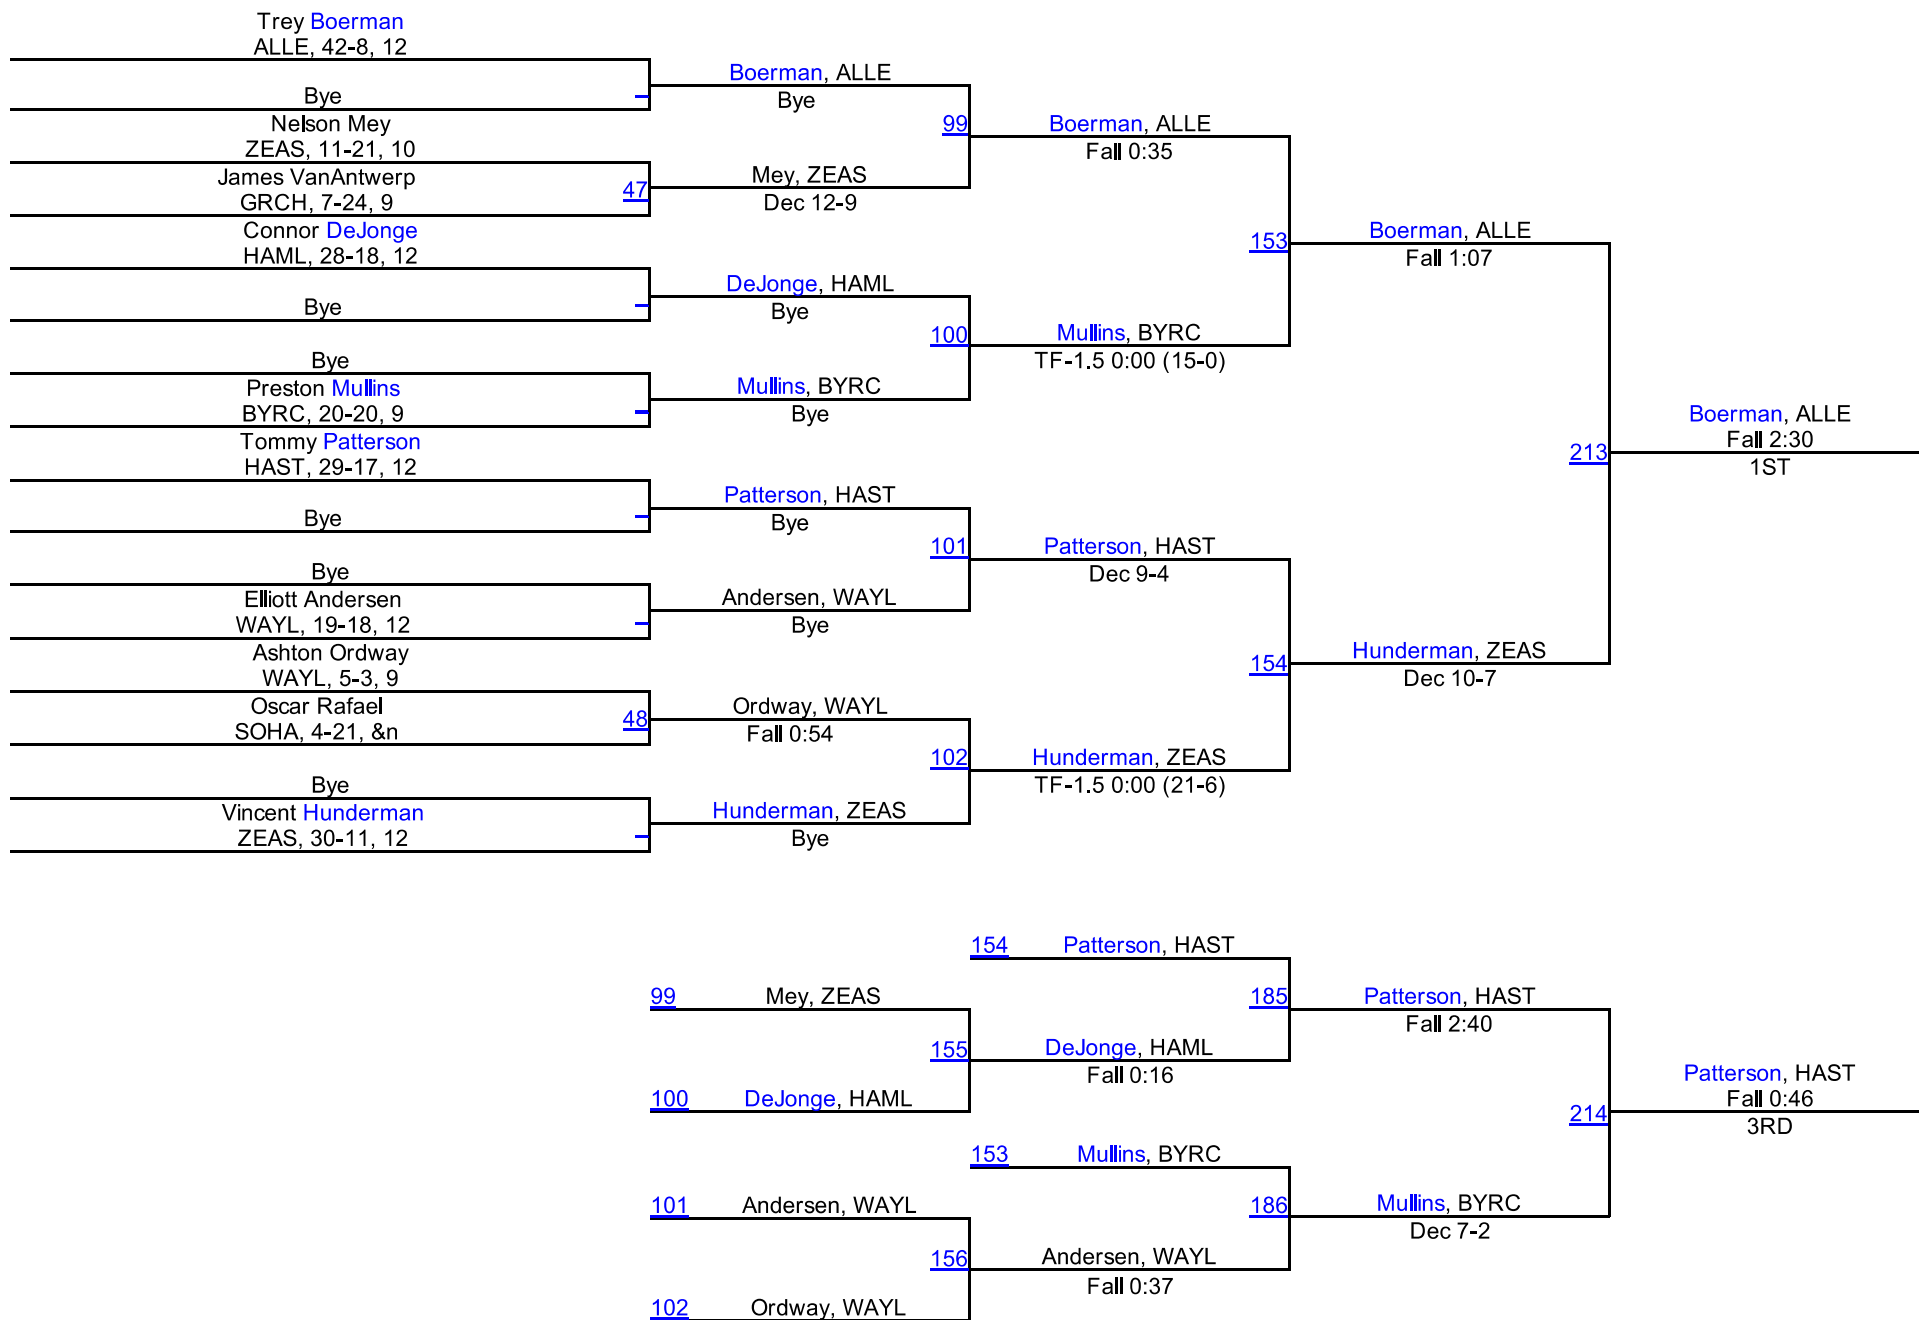 Trey Boerman
ALLE, 42-8, 12
Bye
Nelson Mey
ZEAS, 11-21, 10
James VanAntwerp
GRCH, 7-24, 9
47
Connor DeJonge
HAML, 28-18, 12
Bye
Bye
Preston Mullins
BYRC, 20-20, 9
Tommy Patterson
HAST, 29-17, 12
Bye
Bye
Elliott Andersen
WAYL, 19-18, 12
Ashton Ordway
WAYL, 5-3, 9
Oscar Rafael
SOHA, 4-21, &n
48
Bye
Vincent Hunderman
ZEAS, 30-11, 12
Boerman, ALLE
Bye
99
Mey, ZEAS
Dec 12-9
DeJonge, HAML
Bye
100
Mullins, BYRC
Bye
Patterson, HAST
Bye
101
Andersen, WAYL
Bye
Ordway, WAYL
Fall 0:54
102
Hunderman, ZEAS
Bye
Boerman, ALLE
Fall 0:35
153
Mullins, BYRC
TF-1.5 0:00 (15-0)
Patterson, HAST
Dec 9-4
154
Hunderman, ZEAS
TF-1.5 0:00 (21-6)
Boerman, ALLE
Fall 1:07
213
Hunderman, ZEAS
Dec 10-7
Boerman, ALLE
Fall 2:30
1ST
99 Mey, ZEAS
155
100 DeJonge, HAML
101 Andersen, WAYL
156
102 Ordway, WAYL
154 Patterson, HAST
185
DeJonge, HAML
Fall 0:16
153 Mullins, BYRC
186
Andersen, WAYL
Fall 0:37
Patterson, HAST
Fall 2:40
214
Mullins, BYRC
Dec 7-2
Patterson, HAST
Fall 0:46
3RD